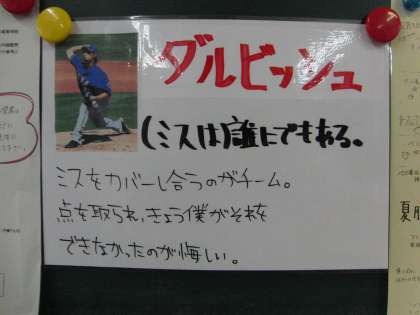 ダルビッシュ
(ミスは)誰にでもある。
ミスをカバーし合うのがチーム。
点を取られ、きょう僕がそれを
できなかったのが悔しい。